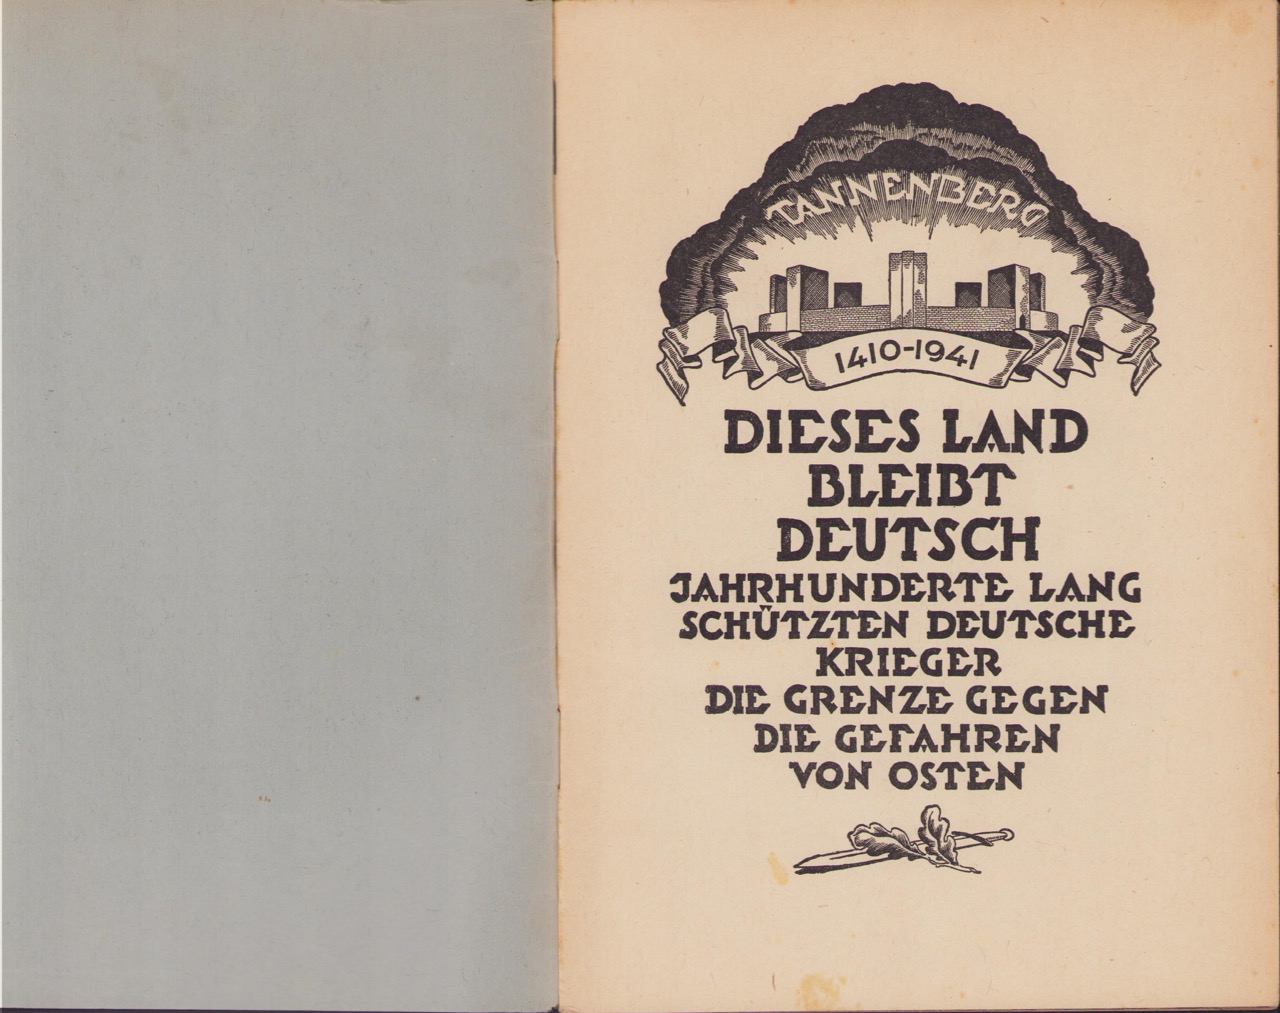 TANNENBERG
1410-1941
DIESES LAND
BLEIBT
DEUTSCH
JAHRHUNDERTE LANG
SCHÜTZTEN DEUTSCHE
KRIEGER
DIE GRENZE GEGEN
DIE GEFAHREN
VON OSTEN